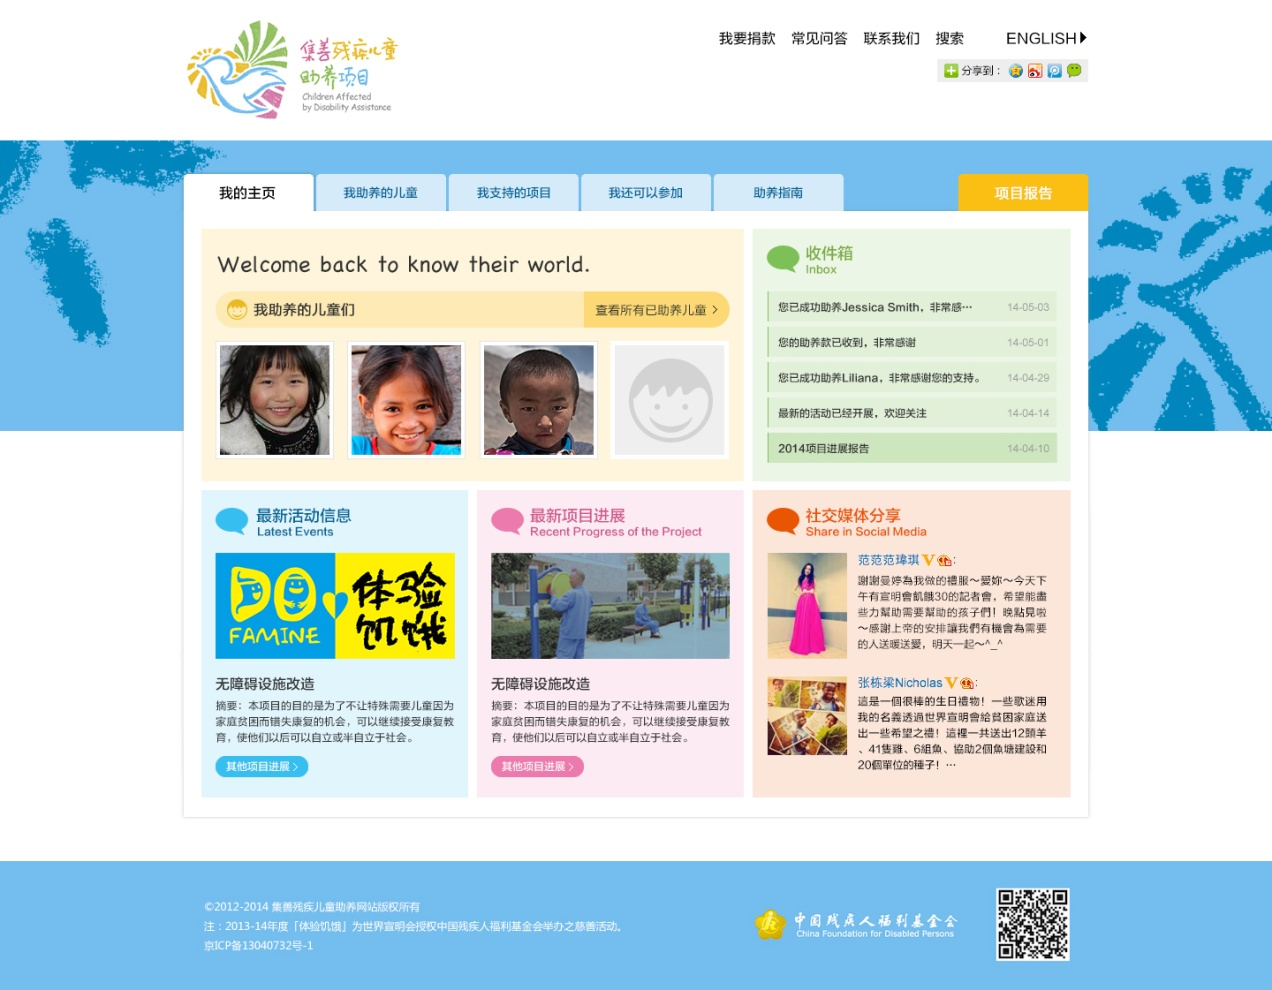 集善残疾儿童
助养项目
Children Affected
by Disability Assistance
我要捐款 常见问答 联系我们 搜索 ENGLISH
分享到：
我的主页 我助养的儿童 我支持的项目 我还可以参加 助养指南 项目报告
Welcome back to know their world.
我助养的儿童们 查看所有已助养儿童 >
收件箱
Inbox
您已成功助养Jessica Smith，非常感… 14-05-03
您的助养款已收到，非常感谢 14-05-01
您已成功助养Liliana，非常感谢您的支持。 14-04-29
最新的活动已经开展，欢迎关注 14-04-14
2014项目进展报告 14-04-10
最新活动信息
Latest Events
DO
FAMINE
体验
饥饿
无障碍设施改造
摘要：本项目的目的是为了不让特殊需要儿童因为
家庭贫困而错失康复的机会，可以继续接受康复教
育，使他们以后可以自立或半自立于社会。
其他项目进展 >
最新项目进展
Recent Progress of the Project
无障碍设施改造
摘要：本项目的目的是为了不让特殊需要儿童因为
家庭贫困而错失康复的机会，可以继续接受康复教
育，使他们以后可以自立或半自立于社会。
其他项目进展 >
社交媒体分享
Share in Social Media
范范范瑋琪V：
謝謝曼婷為我做的禮服～愛妳～今天下
午有宣明會飢餓30的記者會，希望能盡
些力幫助需要幫助的孩子們！晚點見啦
～感謝上帝的安排讓我們有機會為需要
的人送暖送愛，明天一起～^_^
张栋梁NicholasV：
這是一個很棒的生日禮物！一些歌迷用
我的名義透過世界宣明會給貧困家庭送
出一些希望之禮！這裡一共送出12頭羊
、41隻雞、6組魚、協助2個魚塘建設和
20個單位的種子！…
©2012-2014 集善残疾儿童助养网站版权所有
注：2013-14年度「体验饥饿」为世界宣明会授权中国残疾人福利基金会举办之慈善活动。
京ICP备13040732号-1
中国残疾人福利基金会
China Foundation for Disabled Persons